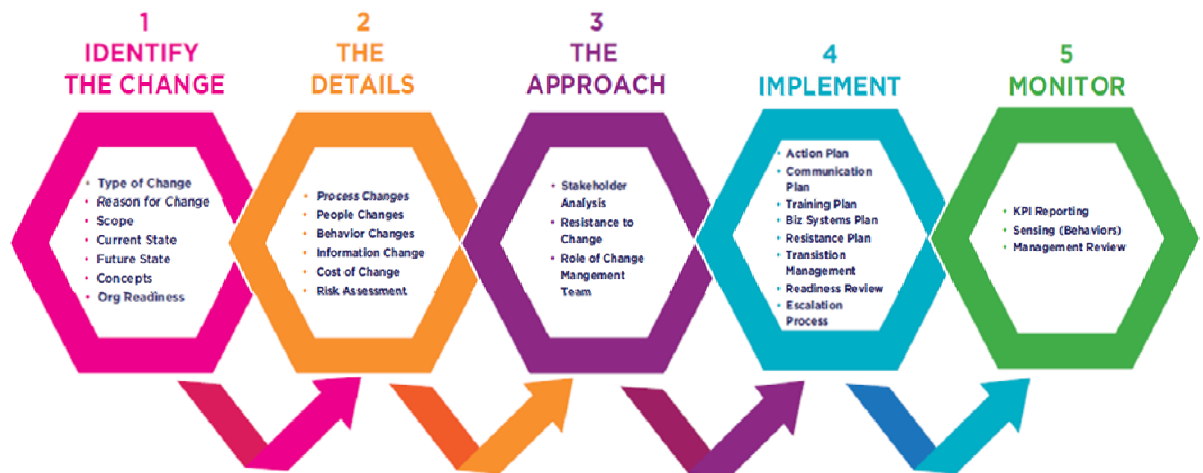 1
IDENTIFY
THE CHANGE
• Type of Change
• Reason for Change
• Scope
• Current State
• Future State
• Concepts
• Org Readiness
2
THE
DETAILS
• Process Changes
• People Changes
• Behavior Changes
• Information Change
• Cost of Change
• Risk Assessment
3
THE
APPROACH
• Stakeholder
Analysis
• Resistance to
Change
• Role of Change
Mangement
Team
4
IMPLEMENT
• Action Plan
• Communication
Plan
• Training Plan
• Biz Systems Plan
• Resistance Plan
• Transistion
Management
• Readiness Review
• Escalation
Process
5
MONITOR
• KPI Reporting
• Sensing (Behaviors)
• Management Review